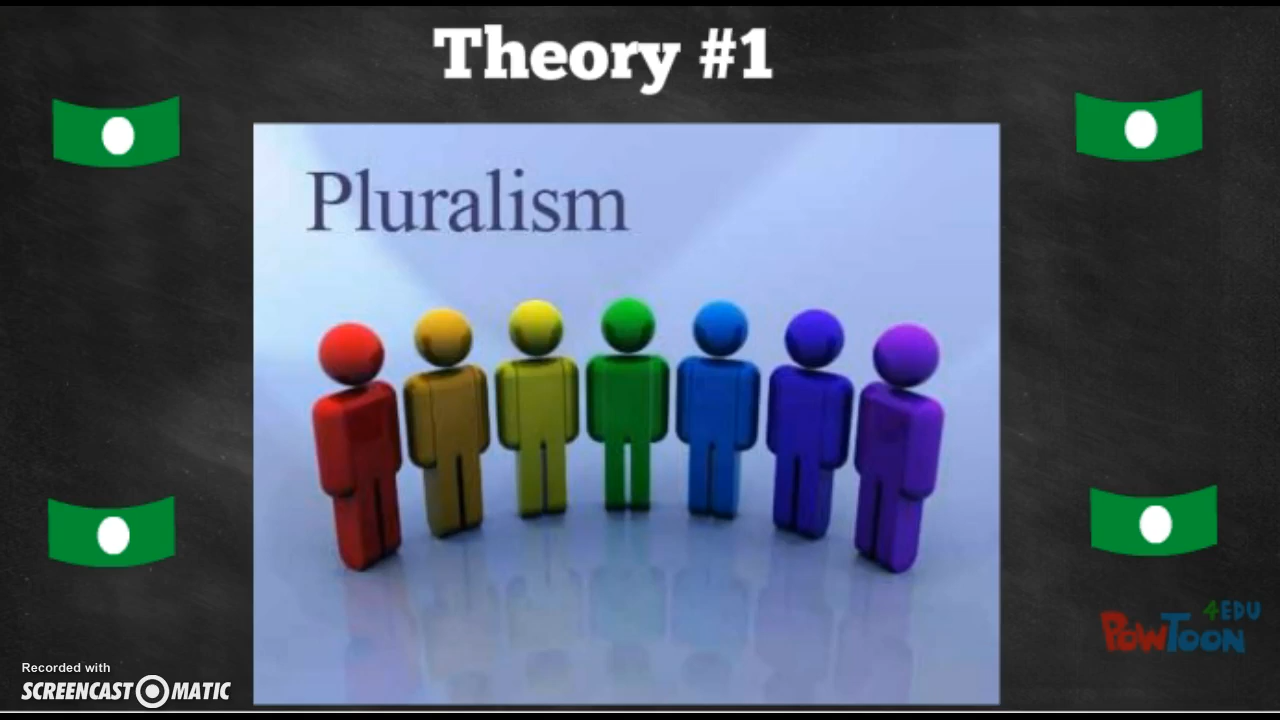 Theory #1
Pluralism
4EDU
POWTOON
Recorded with
SCREENCAST MATIC